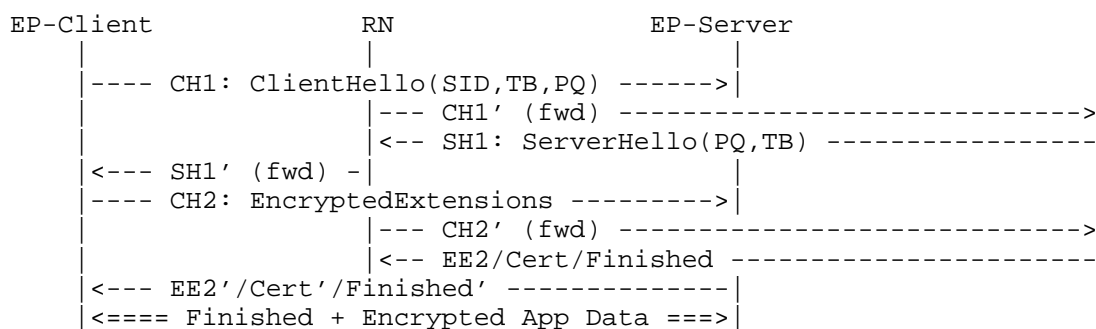 EP-Client                 RN                  EP-Server
    |                      |                      |
    |---- CH1: ClientHello(SID,TB,PQ) ------>|
    |                      |--- CH1' (fwd) ----------------------------->
    |                      |<-- SH1: ServerHello(PQ,TB) -----------------
    |<--- SH1' (fwd) -|                      |
    |---- CH2: EncryptedExtensions --------->|
    |                      |--- CH2' (fwd) ----------------------------->
    |                      |<-- EE2/Cert/Finished -----------------------
    |<--- EE2'/Cert'/Finished' --------------|
    |<==== Finished + Encrypted App Data ===>|